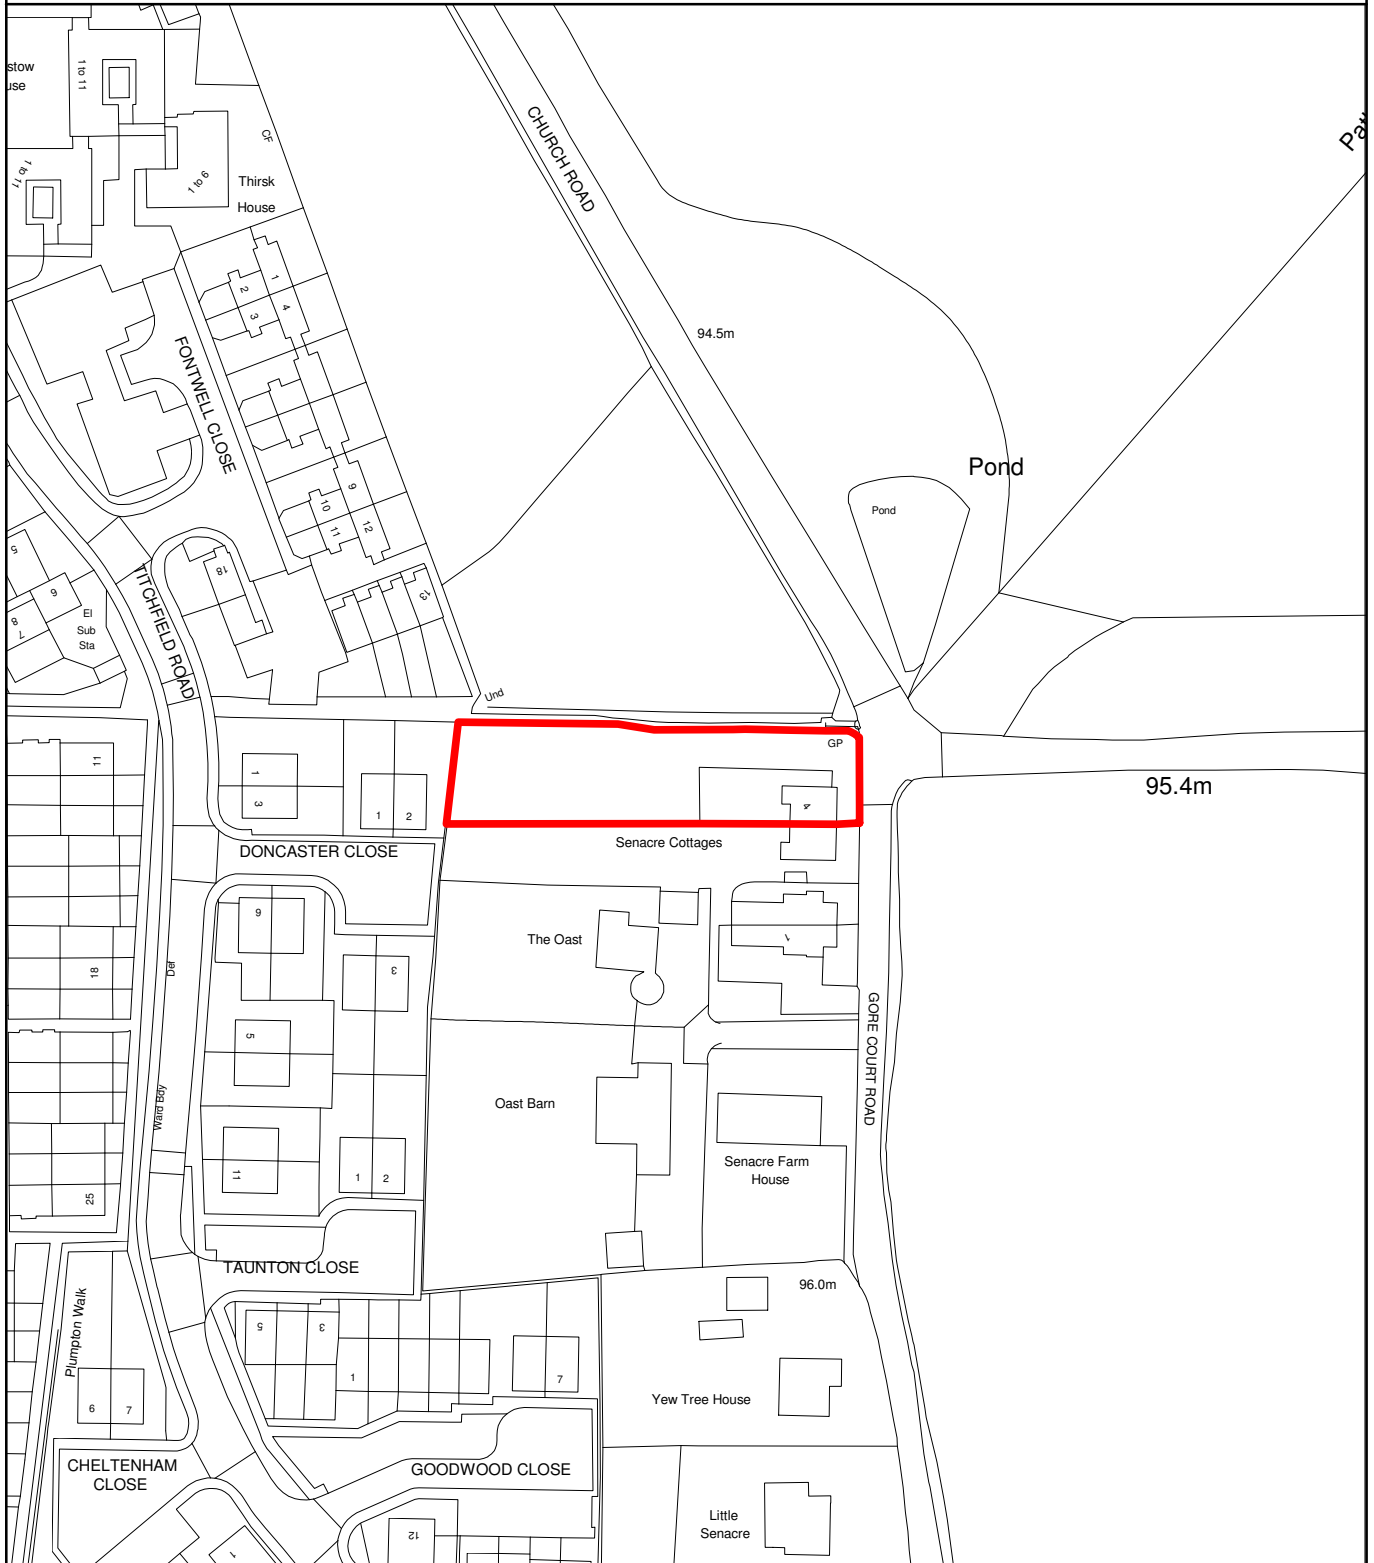 stow
use
1 to 11
1 to 11
1 to 6
CF
Thirsk
House
CHURCH ROAD
1
2
3
4
94.5m
FONTWELL CLOSE
9
10
11
12
Pond
Pond
18
13
5
6
7
8
El
Sub
Sta
TITCHFIELD ROAD
Und
GP
11
1
3
1
2
4
95.4m
Senacre Cottages
DONCASTER CLOSE
9
3
The Oast
1
18
Def
5
GORE COURT ROAD
Ward Bdy
Oast Barn
Senacre Farm
House
11
1
2
25
TAUNTON CLOSE
96.0m
Plumpton Walk
5
3
1
7
6
7
Yew Tree House
CHELTENHAM
CLOSE
GOODWOOD CLOSE
Little
Senacre
12
1